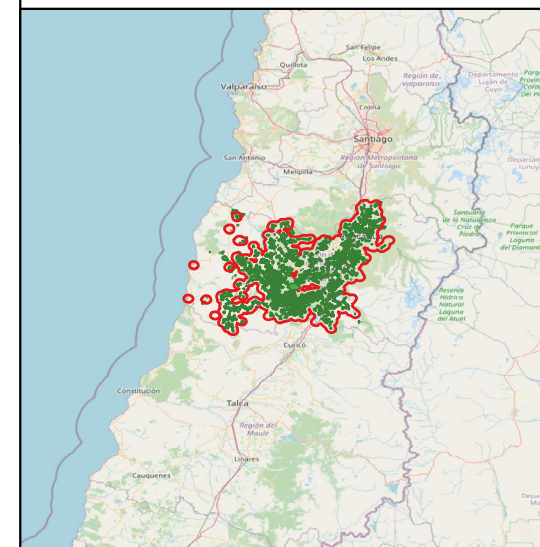 San Felipe
Los Andes
Quillota
Región de
Valparaíso
Departamento
Luján de
Cuyo
Valparaíso
Colina
Santiago
San Antonio
Región Metropolitana
de Santiago
Melipilla
Santuario
de la Naturaleza
Cruz de
Piedra
Parque
Provincial
Laguna
del Diamante
Reserva
Hídrica
Natural
Laguna
del Atuel
Curicó
Constitución
Talca
Región del
Maule
Linares
Cauquenes